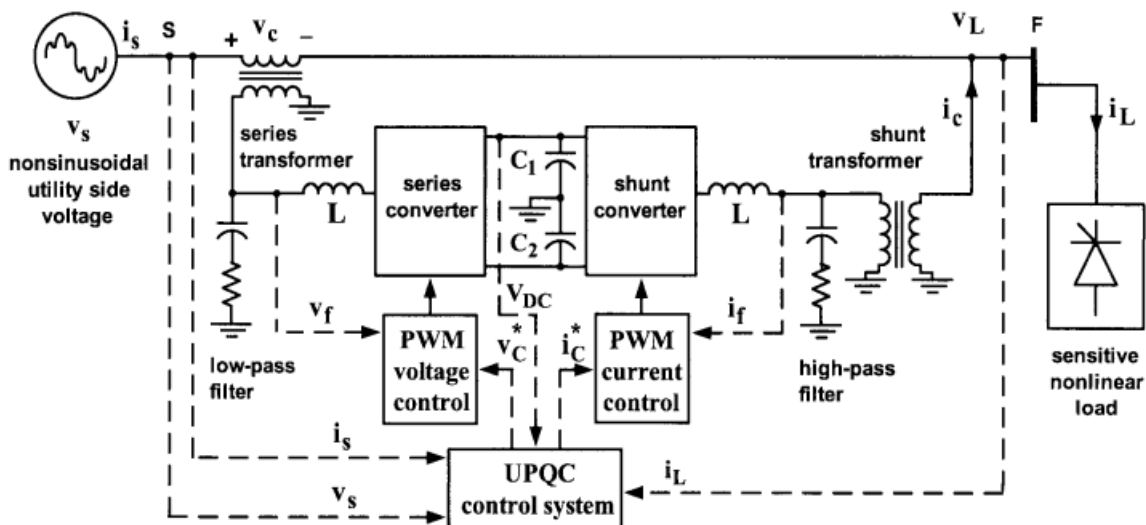 i_s
S
+ v_c −
v_L
F
v_s
nonsinusoidal
utility side
voltage
series
transformer
L
series
converter
C_1
C_2
shunt
converter
L
shunt
transformer
i_c
i_L
V_DC
v_f
PWM
voltage
control
v_C^*
i_C^*
PWM
current
control
i_f
low-pass
filter
high-pass
filter
sensitive
nonlinear
load
i_s
v_s
UPQC
control system
i_L